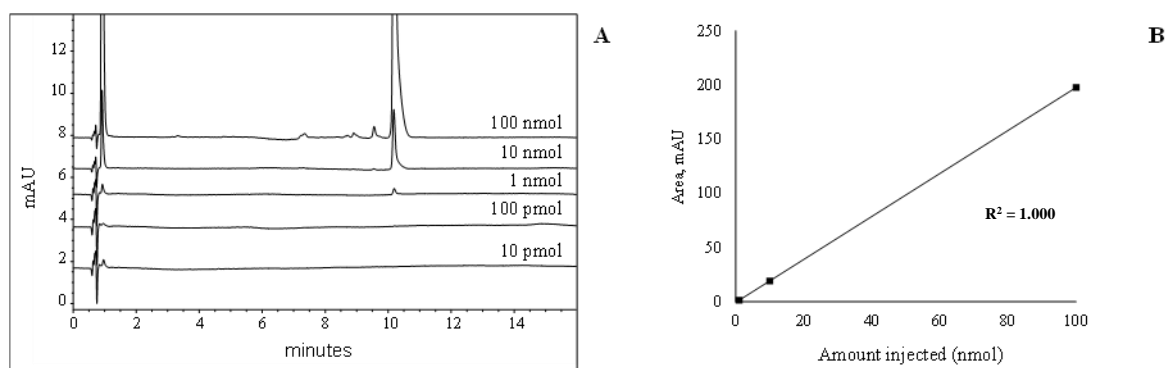 A
mAU
12
10
8
6
4
2
0
100 nmol
10 nmol
1 nmol
100 pmol
10 pmol
0 2 4 6 8 10 12 14
minutes
B
Area, mAU
250
200
150
100
50
0
R² = 1.000
0 20 40 60 80 100
Amount injected (nmol)